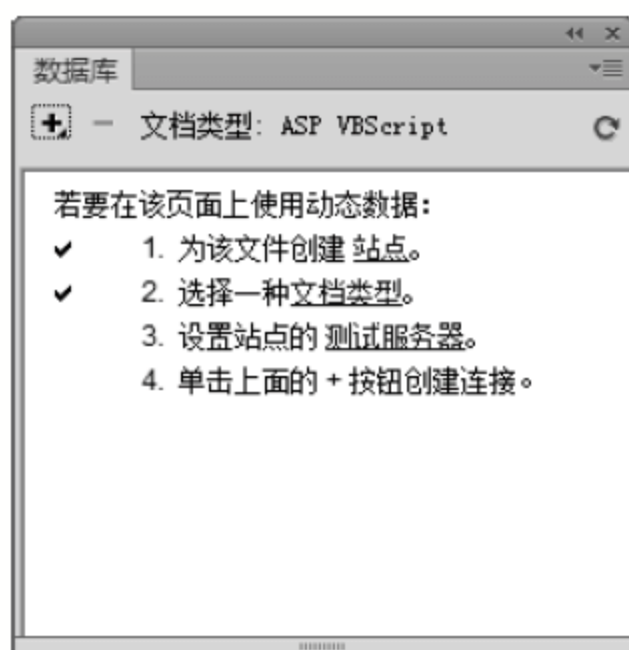 数据库
文档类型: ASP VBScript
若要在该页面上使用动态数据:
1. 为该文件创建 站点。
2. 选择一种文档类型。
3. 设置站点的 测试服务器。
4. 单击上面的 + 按钮创建连接。